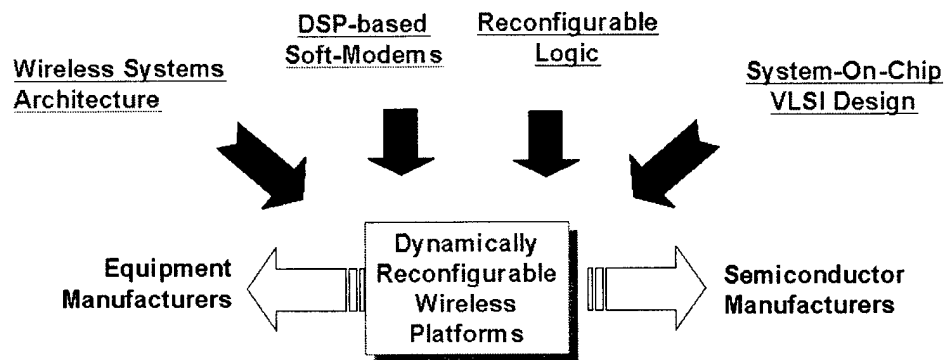 DSP-based
Soft-Modems
Reconfigurable
Logic
Wireless Systems
Architecture
System-On-Chip
VLSI Design
Dynamically
Reconfigurable
Wireless
Platforms
Equipment
Manufacturers
Semiconductor
Manufacturers